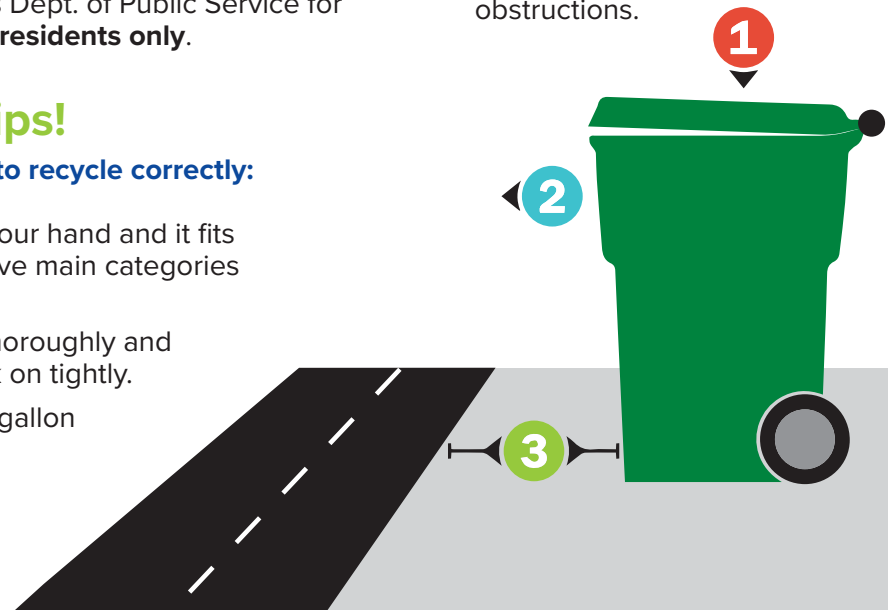 s Dept. of Public Service for
residents only.
ips!
to recycle correctly:
our hand and it fits
ve main categories
horoughly and
k on tightly.
gallon
obstructions.
1
2
3